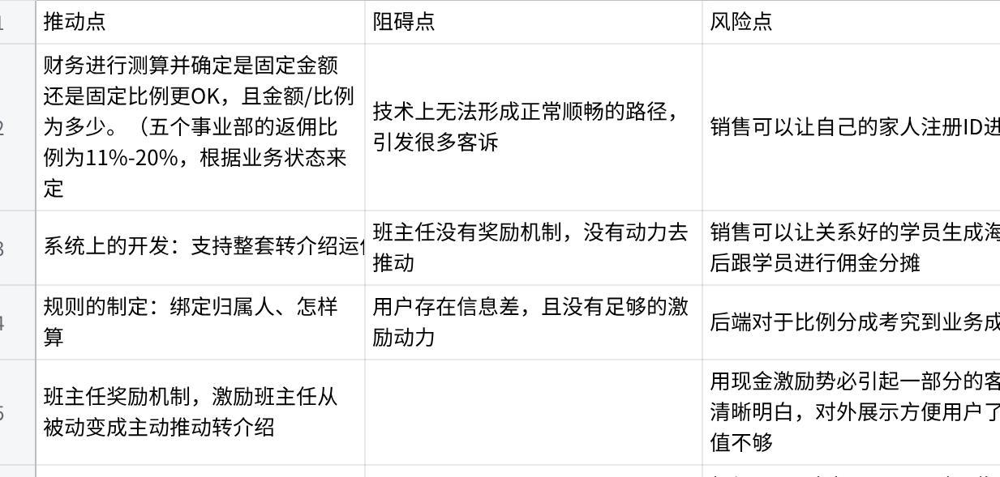 1 推动点 阻碍点 风险点
2
财务进行测算并确定是固定金额
还是固定比例更OK，且金额/比例
为多少。（五个事业部的返佣比
例为11%-20%，根据业务状态来
定
技术上无法形成正常顺畅的路径，
引发很多客诉
销售可以让自己的家人注册ID进
3
系统上的开发：支持整套转介绍运
班主任没有奖励机制，没有动力去
推动
销售可以让关系好的学员生成海
后跟学员进行佣金分摊
4
规则的制定：绑定归属人、怎样
算
用户存在信息差，且没有足够的激
励动力
后端对于比例分成考究到业务成
5
班主任奖励机制，激励班主任从
被动变成主动推动转介绍
用现金激励势必引起一部分的客
清晰明白，对外展示方便用户了
值不够